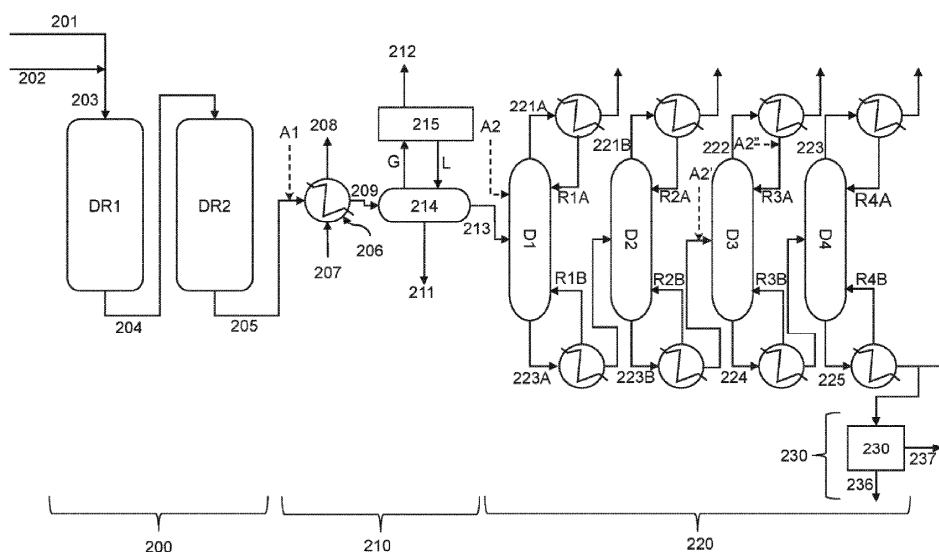 201
202
203
DR1
DR2
204
205
A1
208
209
206
207
212
215
G
L
214
213
211
A2
221A
R1A
D1
R1B
223A
221B
R2A
D2
R2B
223B
A2'
222
A2"
R3A
D3
R3B
224
223
R4A
D4
R4B
225
230
230
237
236
200
210
220